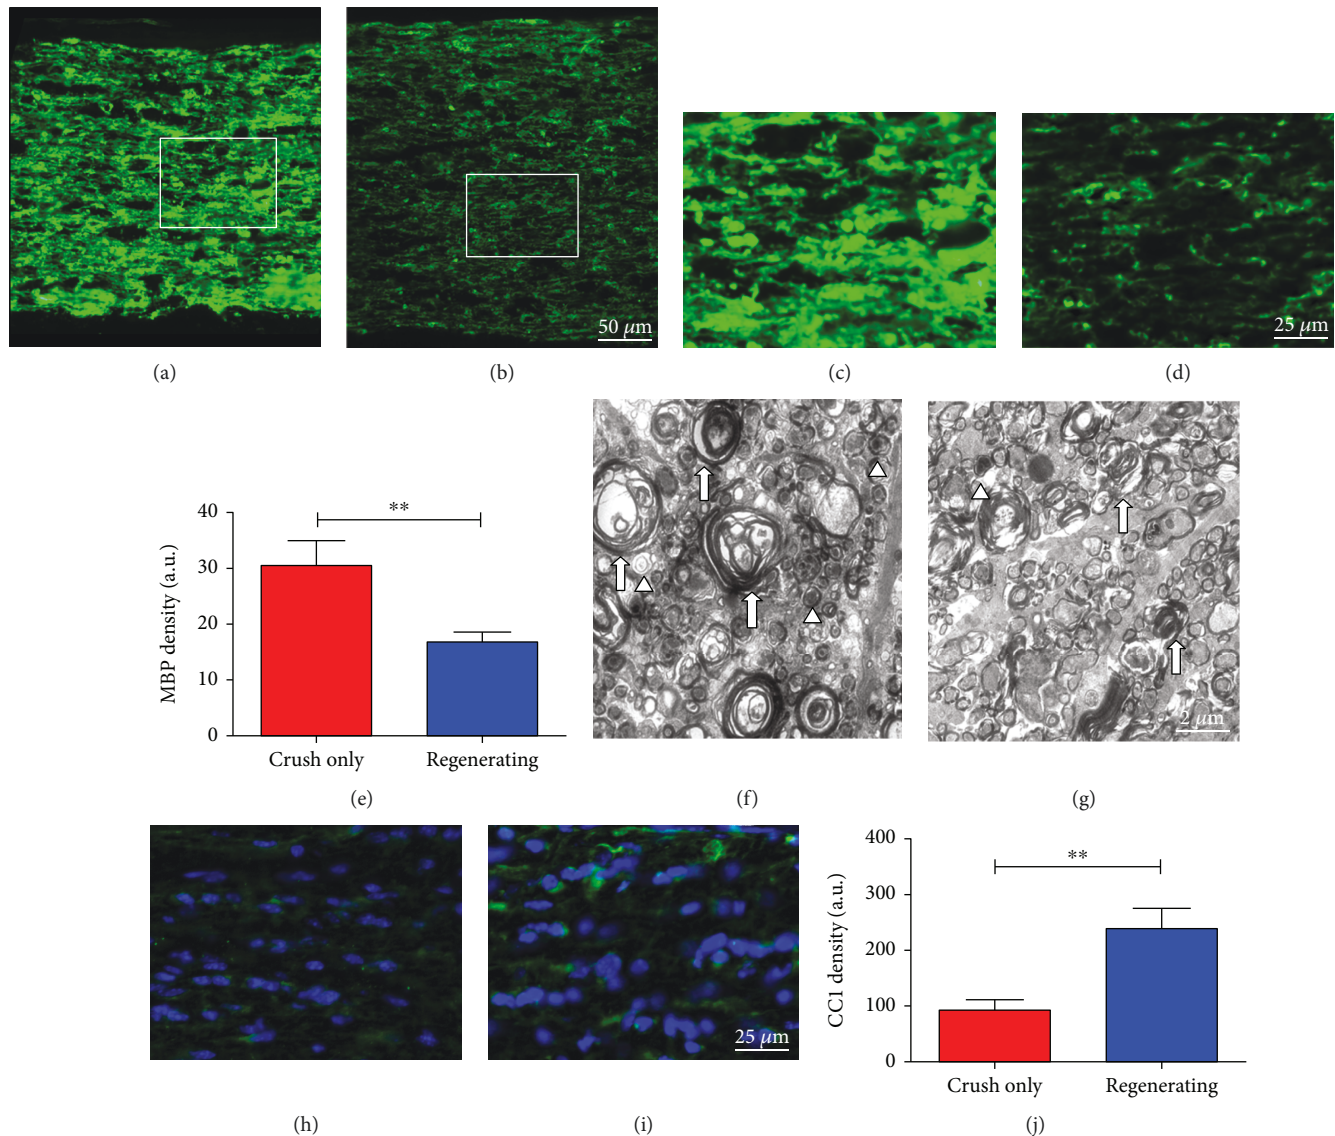 50 μm
25 μm
(a)
(b)
(c)
(d)
MBP density (a.u.)
40
30
20
10
0
**
Crush only
Regenerating
(e)
(f)
2 μm
(g)
(h)
25 μm
(i)
CC1 density (a.u.)
400
300
200
100
0
**
Crush only
Regenerating
(j)